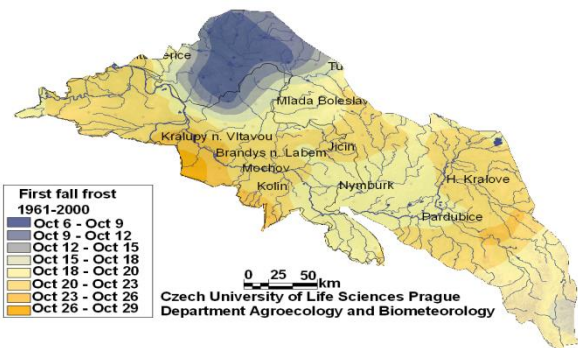 Tu
Mlada Boleslav
Kralupy n. Vltavou
Brandys n. Labem
Jicin
Mochov
Kolin
Nymburk
H. Kralove
Pardubice
First fall frost
1961-2000
Oct 6 - Oct 9
Oct 9 - Oct 12
Oct 12 - Oct 15
Oct 15 - Oct 18
Oct 18 - Oct 20
Oct 20 - Oct 23
Oct 23 - Oct 26
Oct 26 - Oct 29
0 25 50 km
Czech University of Life Sciences Prague
Department Agroecology and Biometeorology